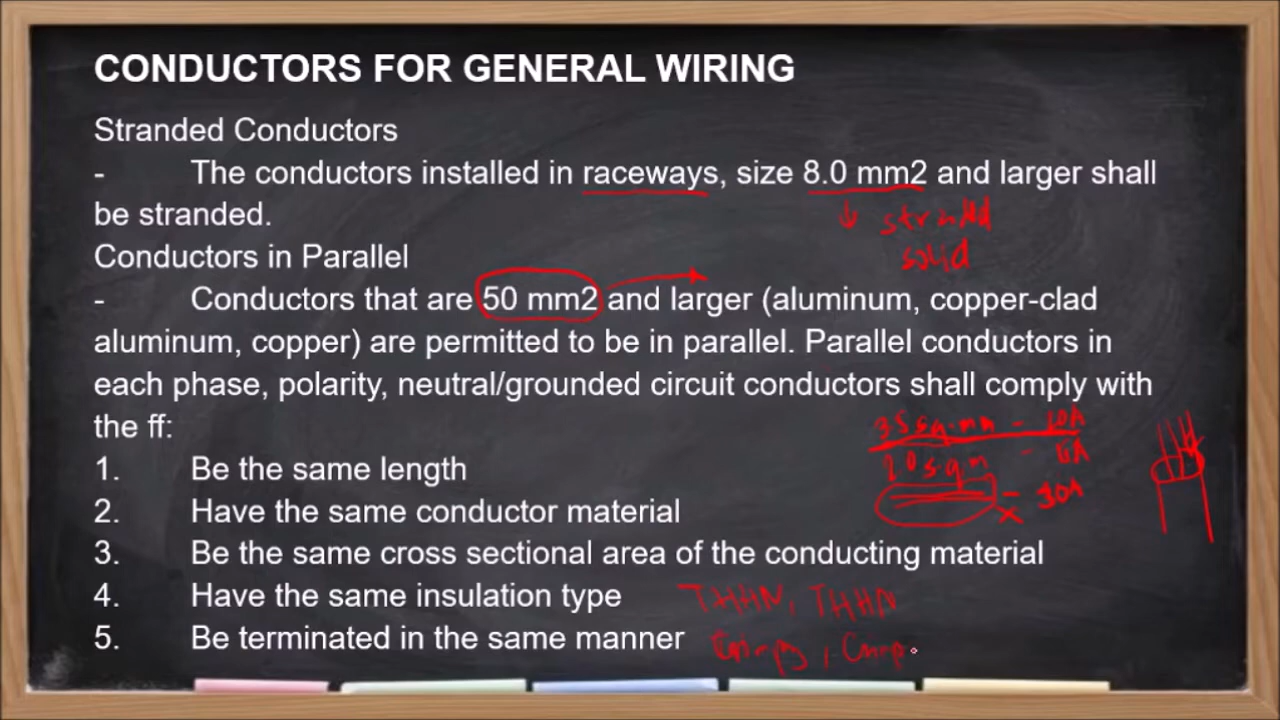 CONDUCTORS FOR GENERAL WIRING
Stranded Conductors
- The conductors installed in raceways, size 8.0 mm2 and larger shall
be stranded.
solid
Conductors in Parallel
- Conductors that are 50 mm2 and larger (aluminum, copper-clad
aluminum, copper) are permitted to be in parallel. Parallel conductors in
each phase, polarity, neutral/grounded circuit conductors shall comply with
the ff:
1. Be the same length
2. Have the same conductor material
3. Be the same cross sectional area of the conducting material
4. Have the same insulation type THHN, THHN
5. Be terminated in the same manner